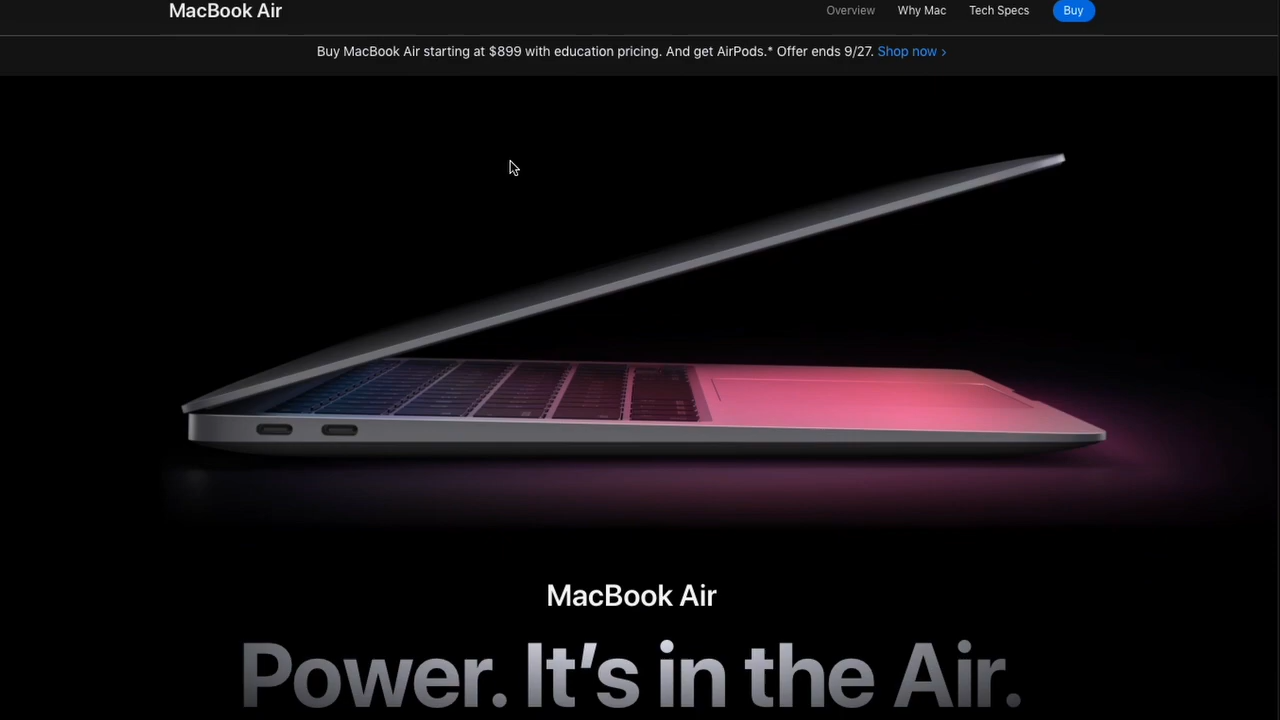 MacBook Air
Overview Why Mac Tech Specs Buy
Buy MacBook Air starting at $899 with education pricing. And get AirPods.* Offer ends 9/27. Shop now >
MacBook Air
Power. It’s in the Air.